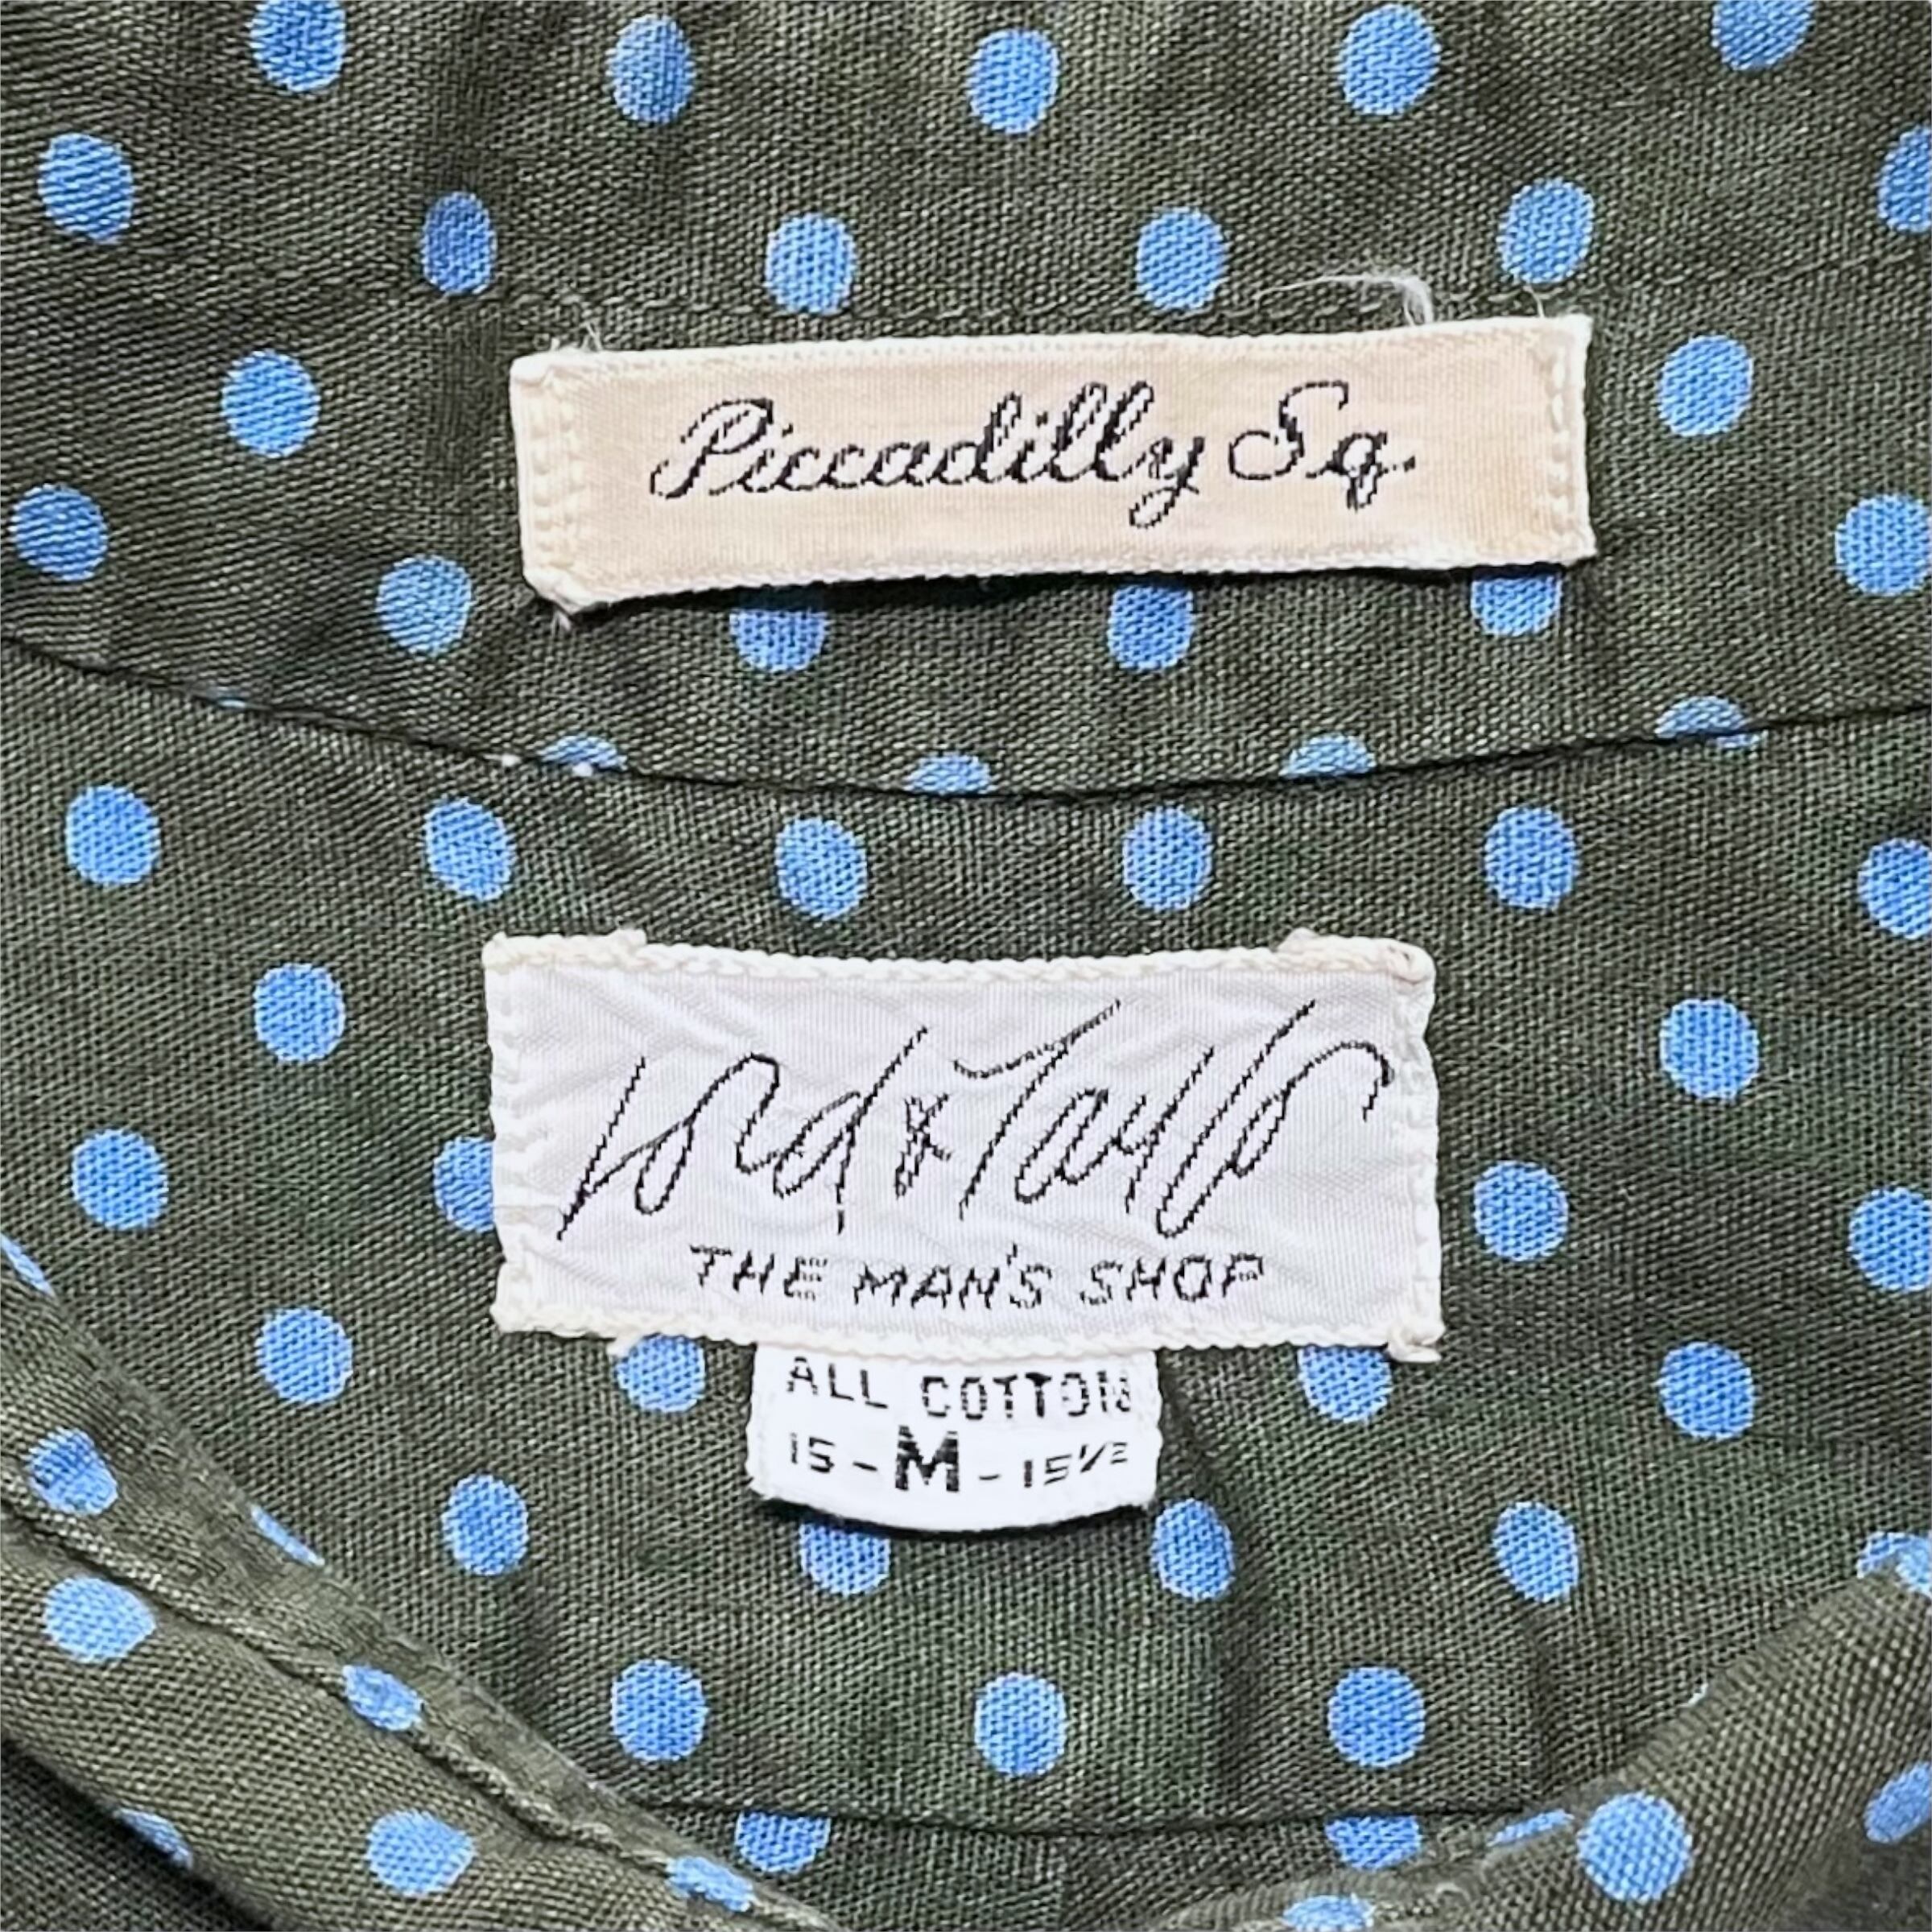 Piccadilly Sq.
Lord & Taylor
THE MAN'S SHOP
ALL COTTON
15-M-15½